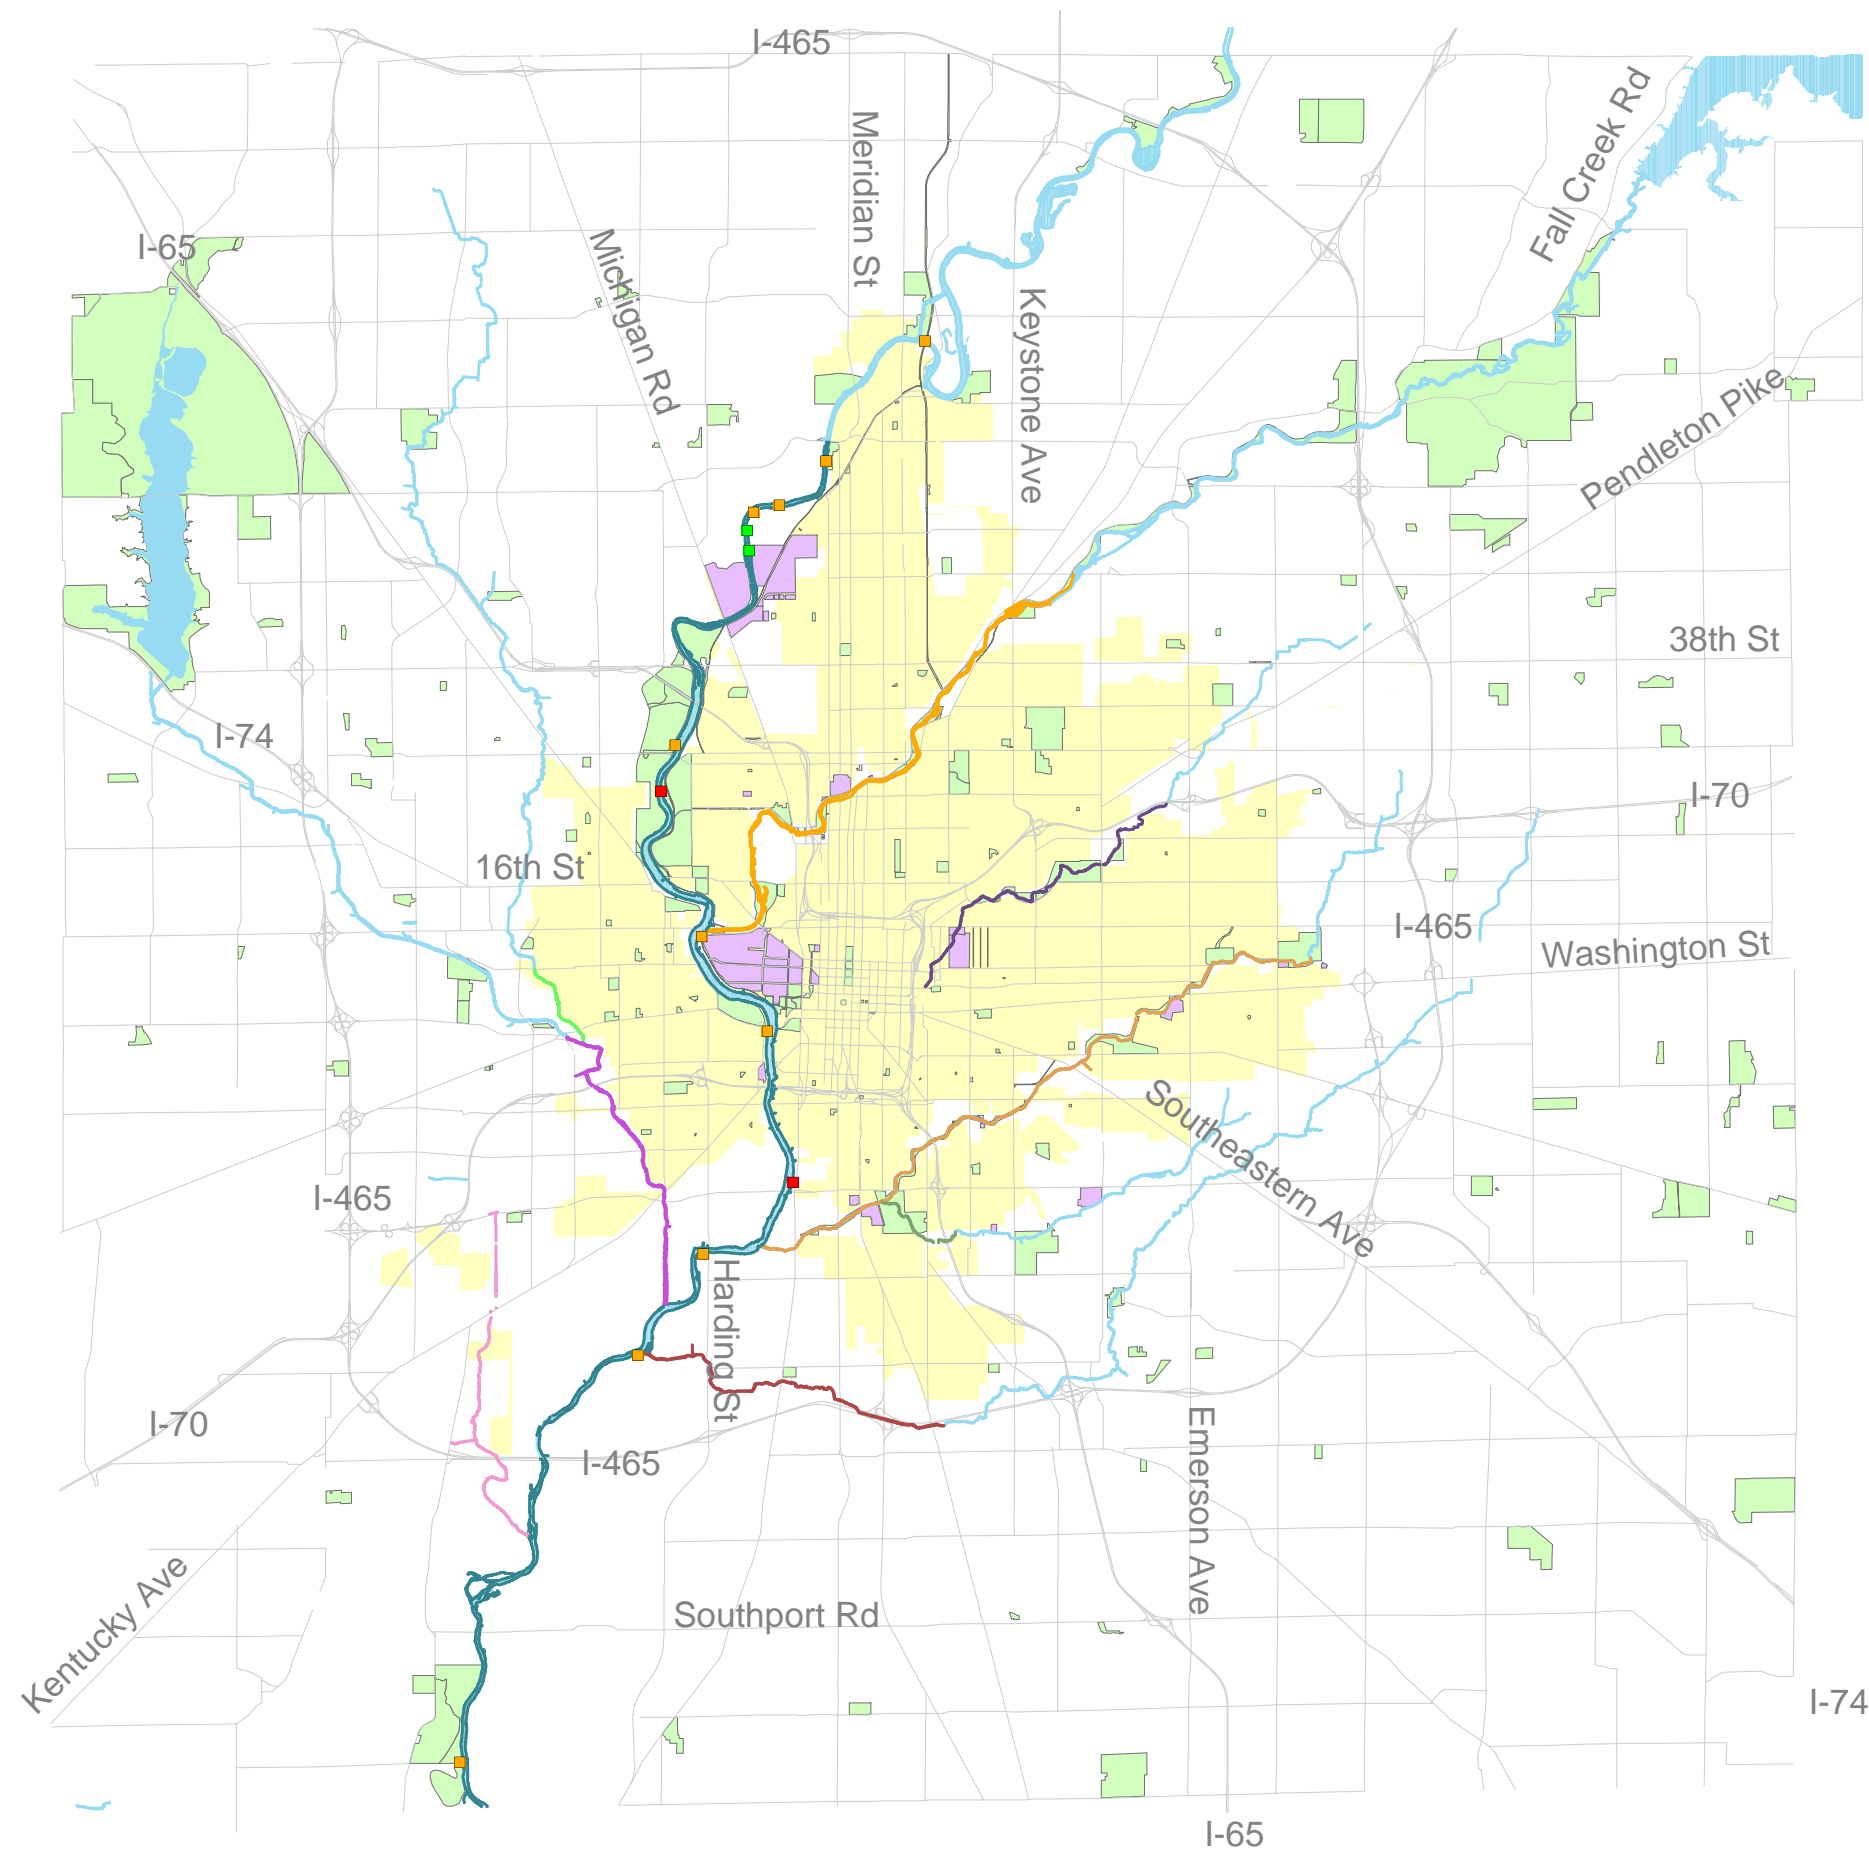 I-465
Fall Creek Rd
Meridian St
I-65
Michigan Rd
Keystone Ave
Pendleton Pike
38th St
I-74
I-70
16th St
I-465
Washington St
Southeastern Ave
I-465
Harding St
I-70
I-465
Emerson Ave
Kentucky Ave
Southport Rd
I-74
I-65